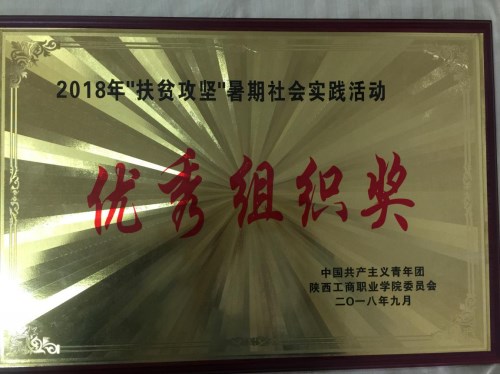 2018年"扶贫攻坚"暑期社会实践活动
优秀组织奖
中国共产主义青年团
陕西工商职业学院委员会
二〇一八年九月